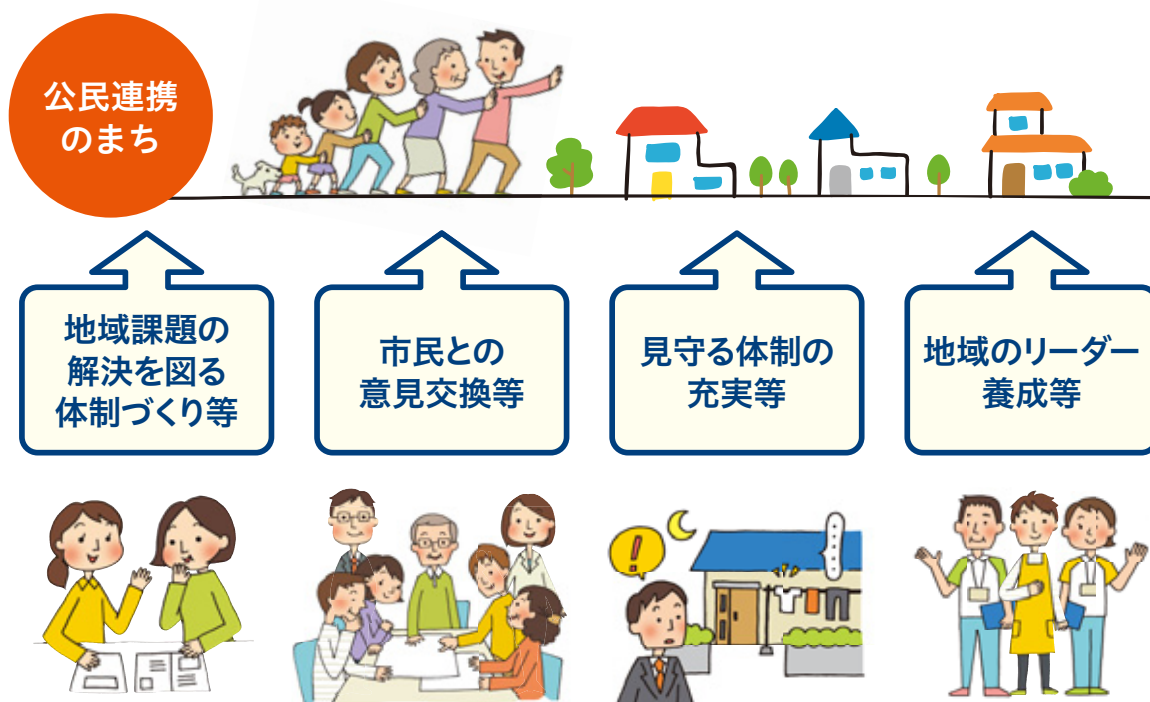 公民連携
のまち
地域課題の
解決を図る
体制づくり等
市民との
意見交換等
見守る体制の
充実等
地域のリーダー
養成等
!